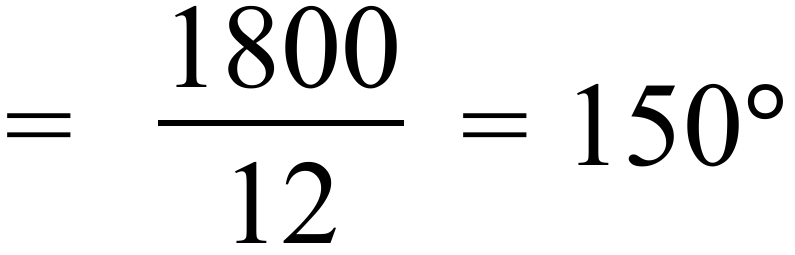 = 1800/12 = 150°